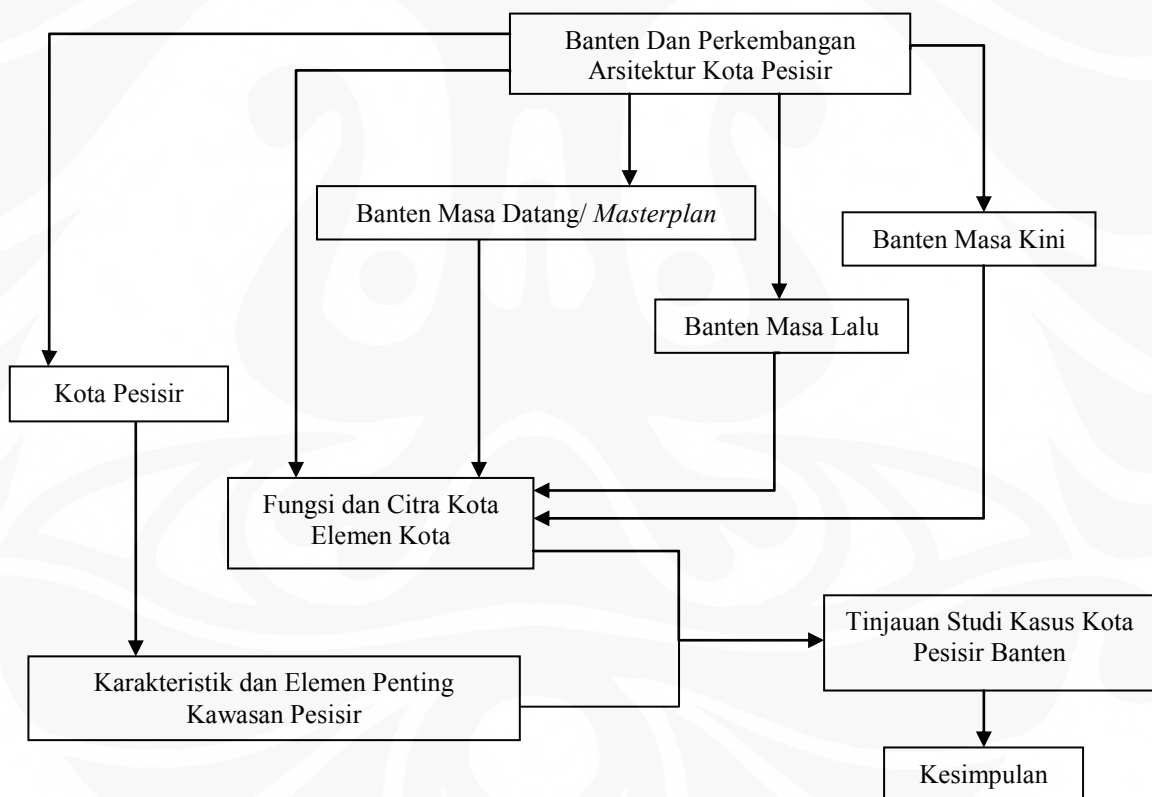 Banten Dan Perkembangan
Arsitektur Kota Pesisir
Banten Masa Datang/ Masterplan
Banten Masa Kini
Banten Masa Lalu
Kota Pesisir
Fungsi dan Citra Kota
Elemen Kota
Tinjauan Studi Kasus Kota
Pesisir Banten
Karakteristik dan Elemen Penting
Kawasan Pesisir
Kesimpulan